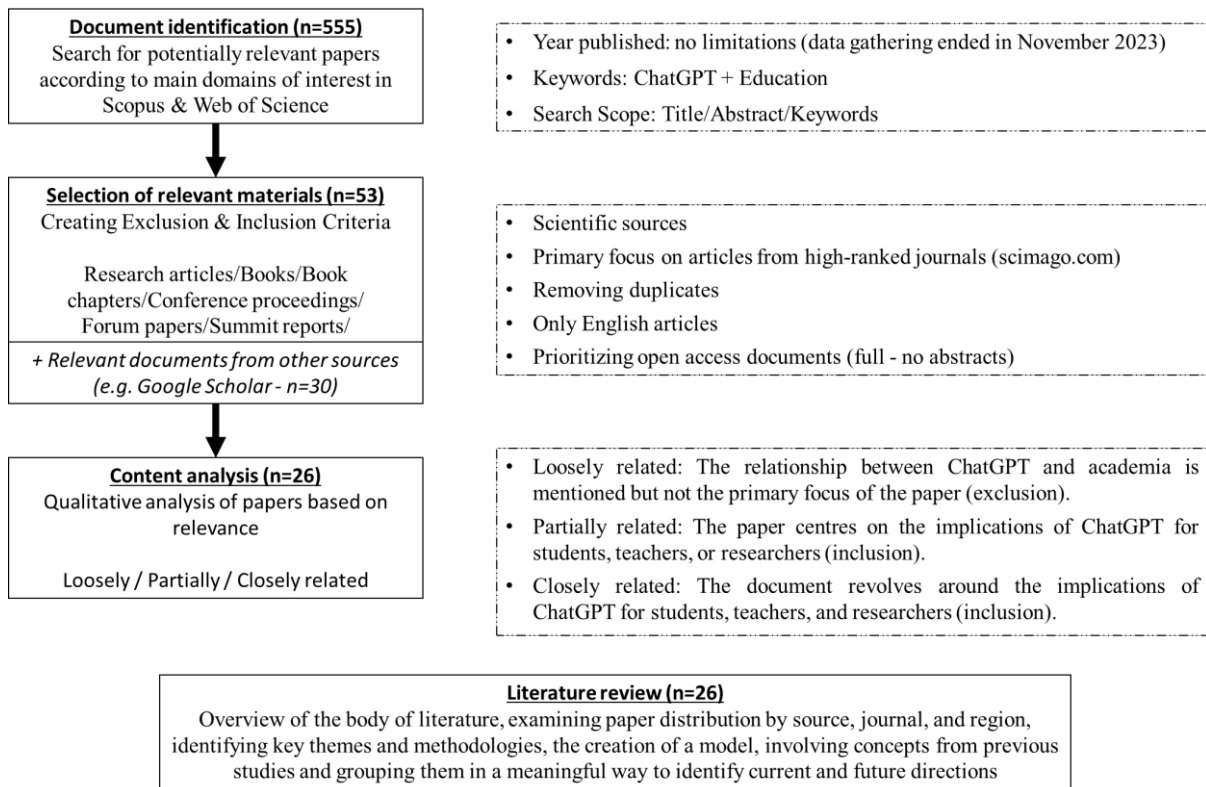 Document identification (n=555)
Search for potentially relevant papers
according to main domains of interest in
Scopus & Web of Science
• Year published: no limitations (data gathering ended in November 2023)
• Keywords: ChatGPT + Education
• Search Scope: Title/Abstract/Keywords
Selection of relevant materials (n=53)
Creating Exclusion & Inclusion Criteria
Research articles/Books/Book
chapters/Conference proceedings/
Forum papers/Summit reports/
+ Relevant documents from other sources
(e.g. Google Scholar - n=30)
• Scientific sources
• Primary focus on articles from high-ranked journals (scimago.com)
• Removing duplicates
• Only English articles
• Prioritizing open access documents (full - no abstracts)
Content analysis (n=26)
Qualitative analysis of papers based on
relevance
Loosely / Partially / Closely related
• Loosely related: The relationship between ChatGPT and academia is
mentioned but not the primary focus of the paper (exclusion).
• Partially related: The paper centres on the implications of ChatGPT for
students, teachers, or researchers (inclusion).
• Closely related: The document revolves around the implications of
ChatGPT for students, teachers, and researchers (inclusion).
Literature review (n=26)
Overview of the body of literature, examining paper distribution by source, journal, and region,
identifying key themes and methodologies, the creation of a model, involving concepts from previous
studies and grouping them in a meaningful way to identify current and future directions